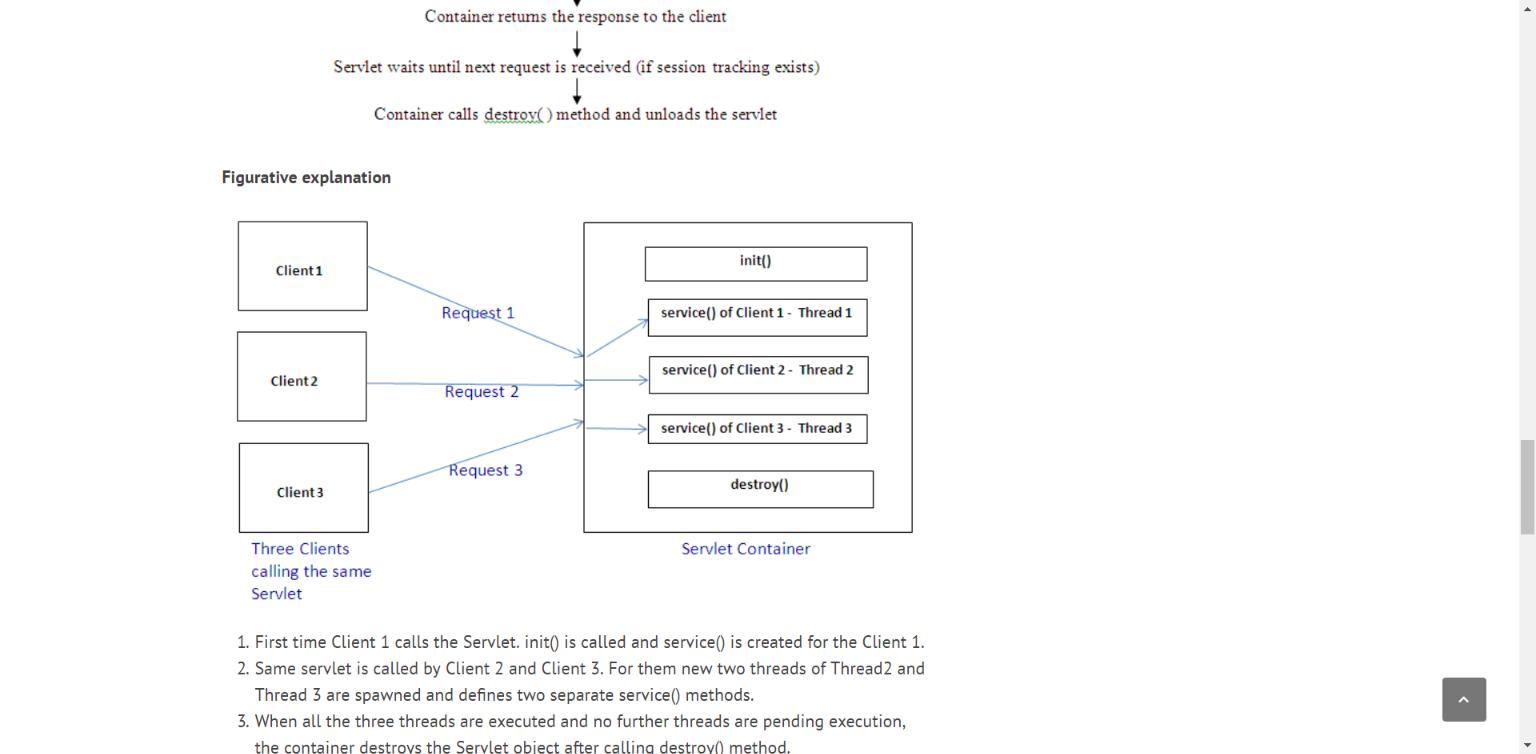 Container returns the response to the client
Servlet waits until next request is received (if session tracking exists)
Container calls destroy( ) method and unloads the servlet
Figurative explanation
Client 1
Client 2
Client 3
Request 1
Request 2
Request 3
init()
service() of Client 1 - Thread 1
service() of Client 2 - Thread 2
service() of Client 3 - Thread 3
destroy()
Three Clients
calling the same
Servlet
Servlet Container
1. First time Client 1 calls the Servlet. init() is called and service() is created for the Client 1.
2. Same servlet is called by Client 2 and Client 3. For them new two threads of Thread2 and
Thread 3 are spawned and defines two separate service() methods.
3. When all the three threads are executed and no further threads are pending execution,
the container destroys the Servlet object after calling destroy() method.